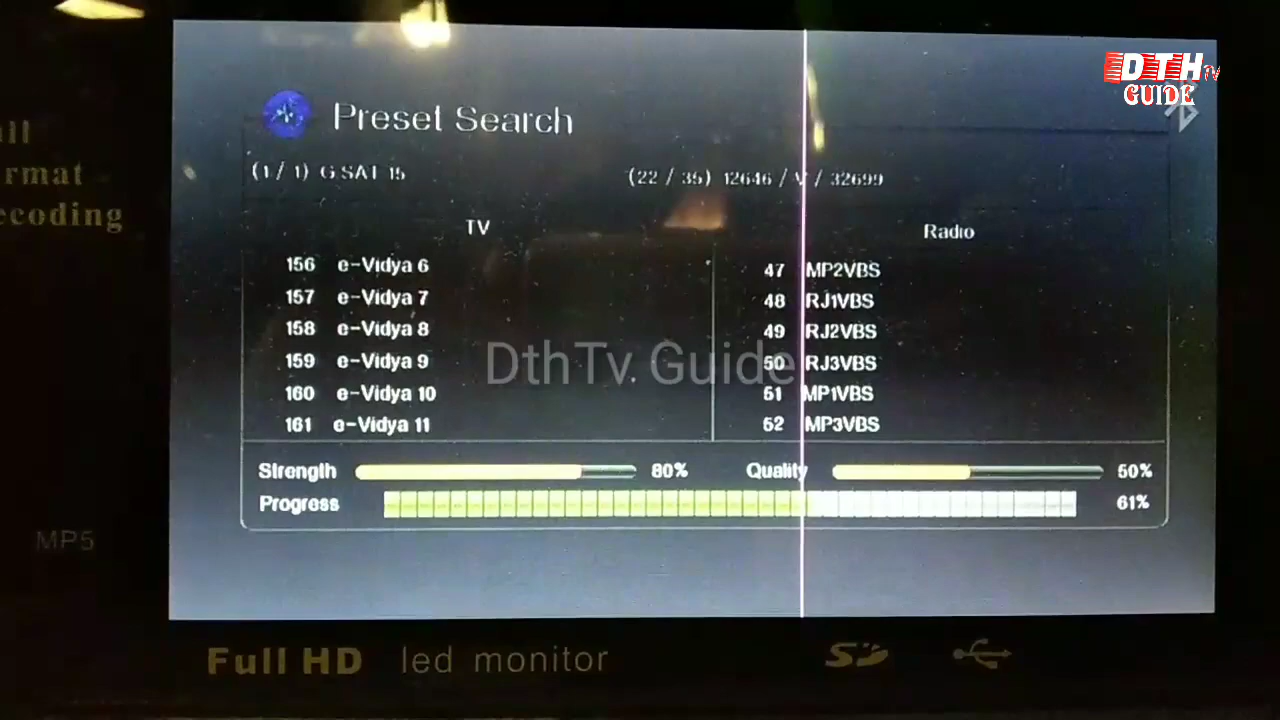 DTH TV
GUIDE
rmat
ecoding
Preset Search
(1 / 1) G SAT 15
(22 / 35) 12646 / V / 32699
TV
Radio
156 e-Vidya 6
157 e-Vidya 7
158 e-Vidya 8
159 e-Vidya 9
160 e-Vidya 10
161 e-Vidya 11
47 MP2VBS
48 RJ1VBS
49 RJ2VBS
50 RJ3VBS
51 MP1VBS
52 MP3VBS
DthTv Guide
Strength 80% Quality 50%
Progress 61%
MP5
Full HD led monitor